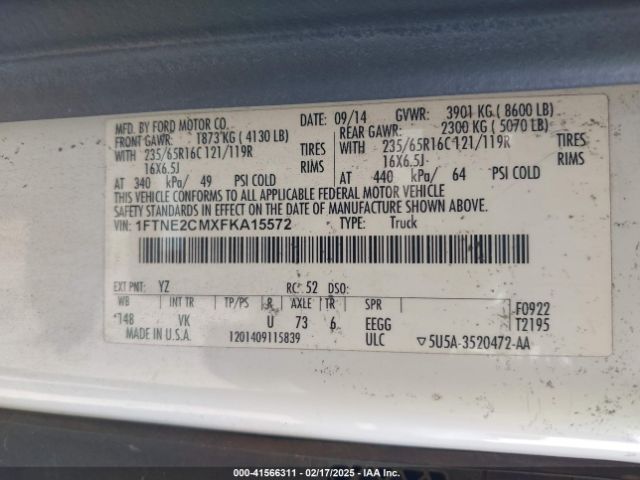 MFD. BY FORD MOTOR CO. DATE: 09/14 GVWR: 3901 KG ( 8600 LB)
FRONT GAWR: 1873 KG ( 4130 LB) REAR GAWR: 2300 KG ( 5070 LB)
WITH 235/65R16C 121/119R TIRES WITH 235/65R16C 121/119R TIRES
16X6.5J RIMS 16X6.5J RIMS
AT 340 kPa/ 49 PSI COLD AT 440 kPa/ 64 PSI COLD
THIS VEHICLE CONFORMS TO ALL APPLICABLE FEDERAL MOTOR VEHICLE
SAFETY STANDARDS IN EFFECT ON THE DATE OF MANUFACTURE SHOWN ABOVE.
VIN: 1FTNE2CMXFKA15572 TYPE: Truck
EXT PNT: YZ RC: 52 DSO:
WB INT TR TP/PS R AXLE TR SPR
*148 VK U 73 6 EEGG
F0922
T2195
MADE IN U.S.A. 1201409115839 ULC ▽5U5A-3520472-AA
000-41566311 - 02/17/2025 - IAA Inc.